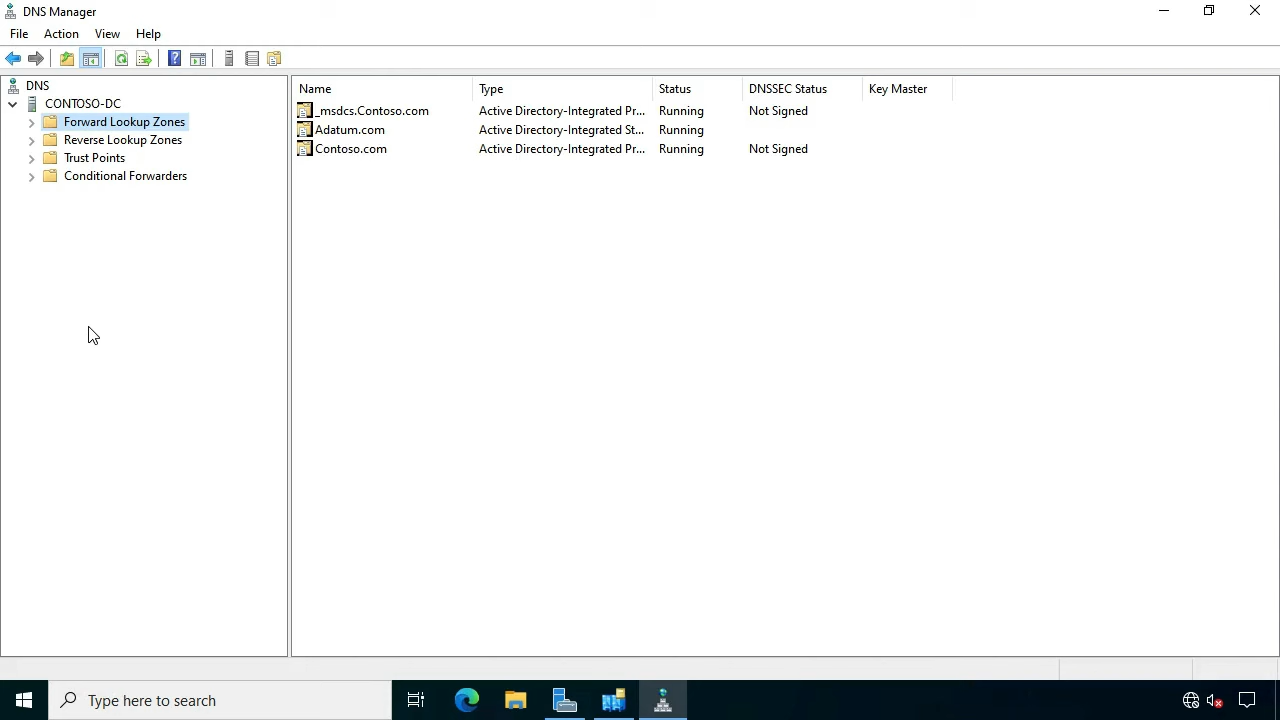 DNS Manager
File Action View Help
DNS
CONTOSO-DC
Forward Lookup Zones
Reverse Lookup Zones
Trust Points
Conditional Forwarders
Name Type Status DNSSEC Status Key Master
_msdcs.Contoso.com Active Directory-Integrated Pr... Running Not Signed
Adatum.com Active Directory-Integrated St... Running
Contoso.com Active Directory-Integrated Pr... Running Not Signed
Type here to search